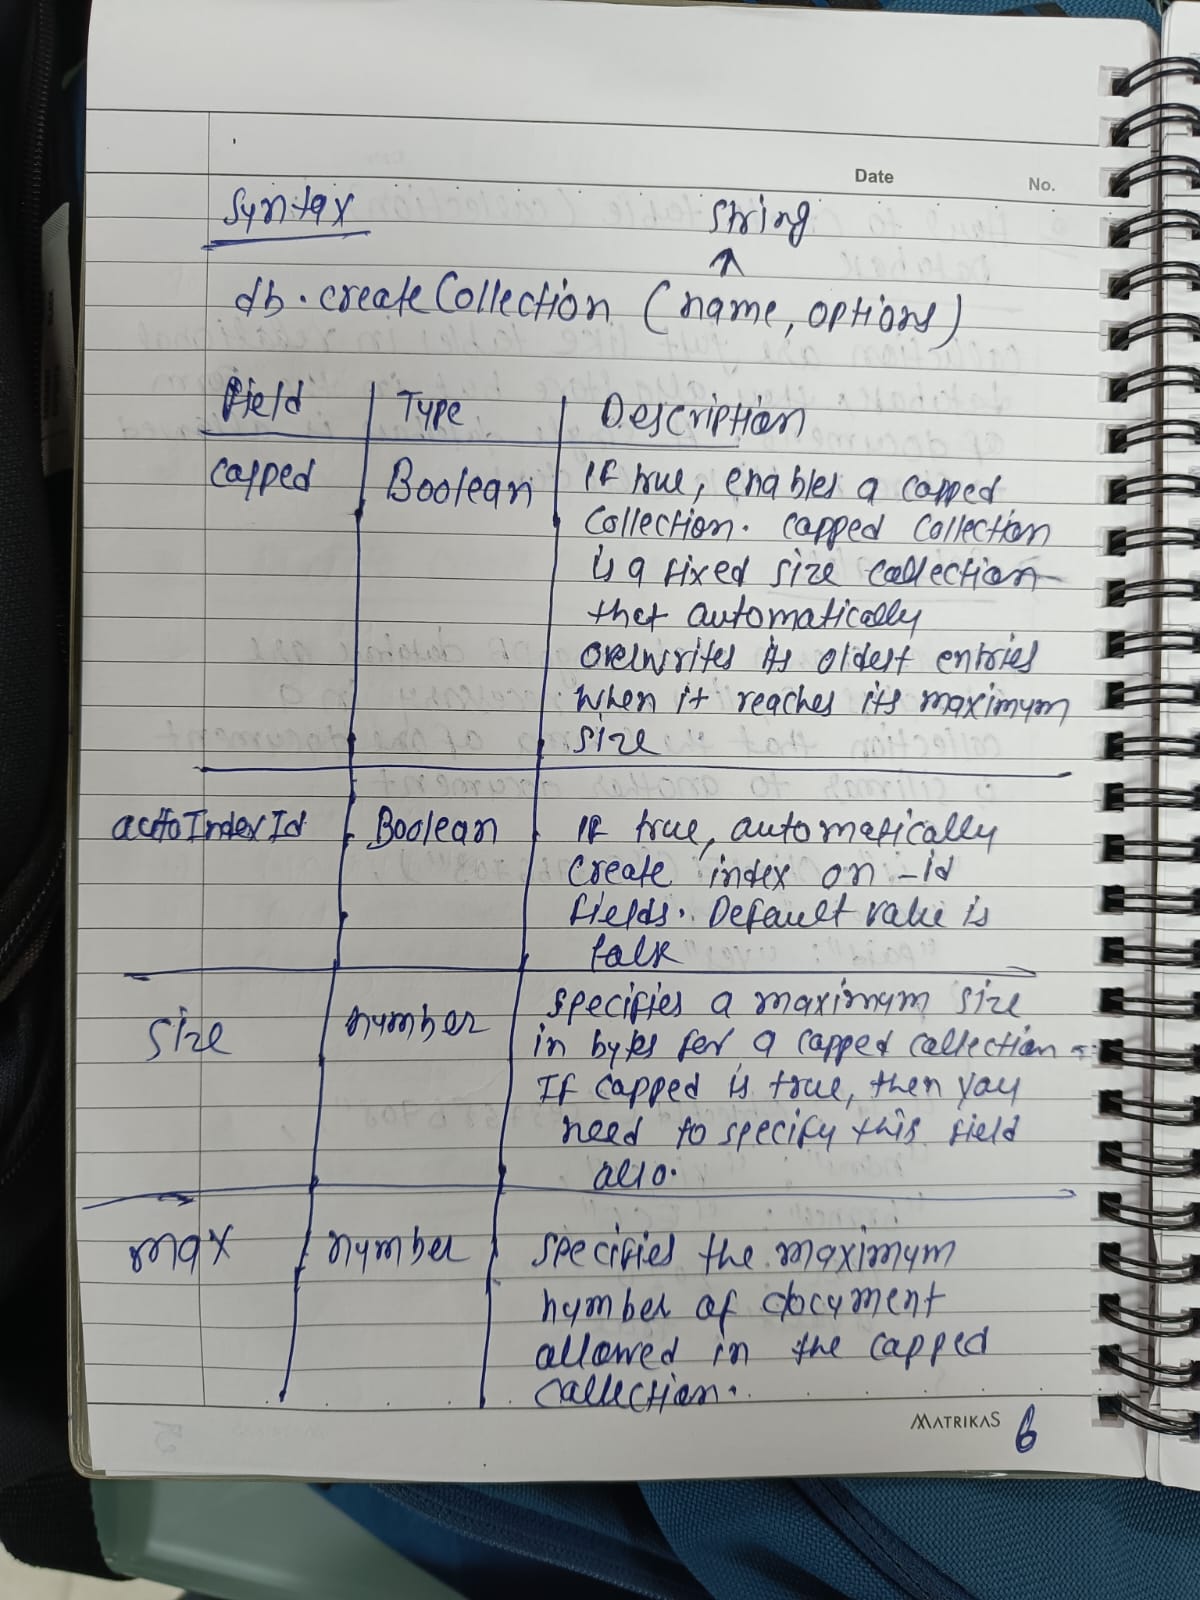 Date
No.
Syntax
String
↑
db.createCollection (name, options)
Field Type Description
capped Boolean If true, enables a capped
collection. capped collection
is a fixed size collection
that automatically
overwrites its oldest entries
when it reaches its maximum
size
autoIndexId Boolean If true, automatically
create index on _id
fields. Default value is
false
size number specifies a maximum size
in bytes for a capped collection
If capped is true, then you
need to specify this field
also.
max number specifies the maximum
number of document
allowed in the capped
collection.
MATRIKAS 6